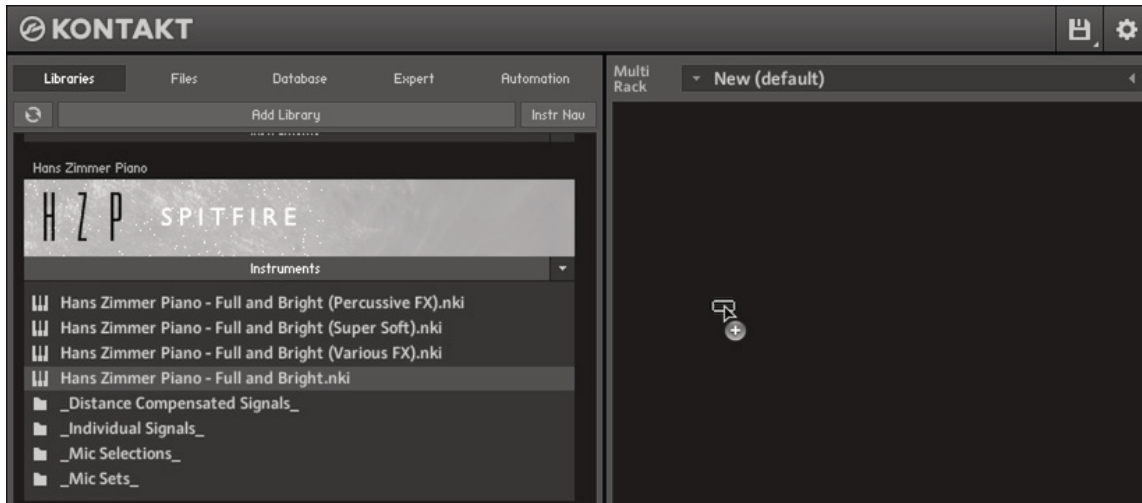 KONTAKT
Libraries Files Database Expert Automation
Multi Rack New (default)
Add Library Instr Nav
Hans Zimmer Piano
HZP SPITFIRE
Instruments
Hans Zimmer Piano - Full and Bright (Percussive FX).nki
Hans Zimmer Piano - Full and Bright (Super Soft).nki
Hans Zimmer Piano - Full and Bright (Various FX).nki
Hans Zimmer Piano - Full and Bright.nki
_Distance Compensated Signals_
_Individual Signals_
_Mic Selections_
_Mic Sets_